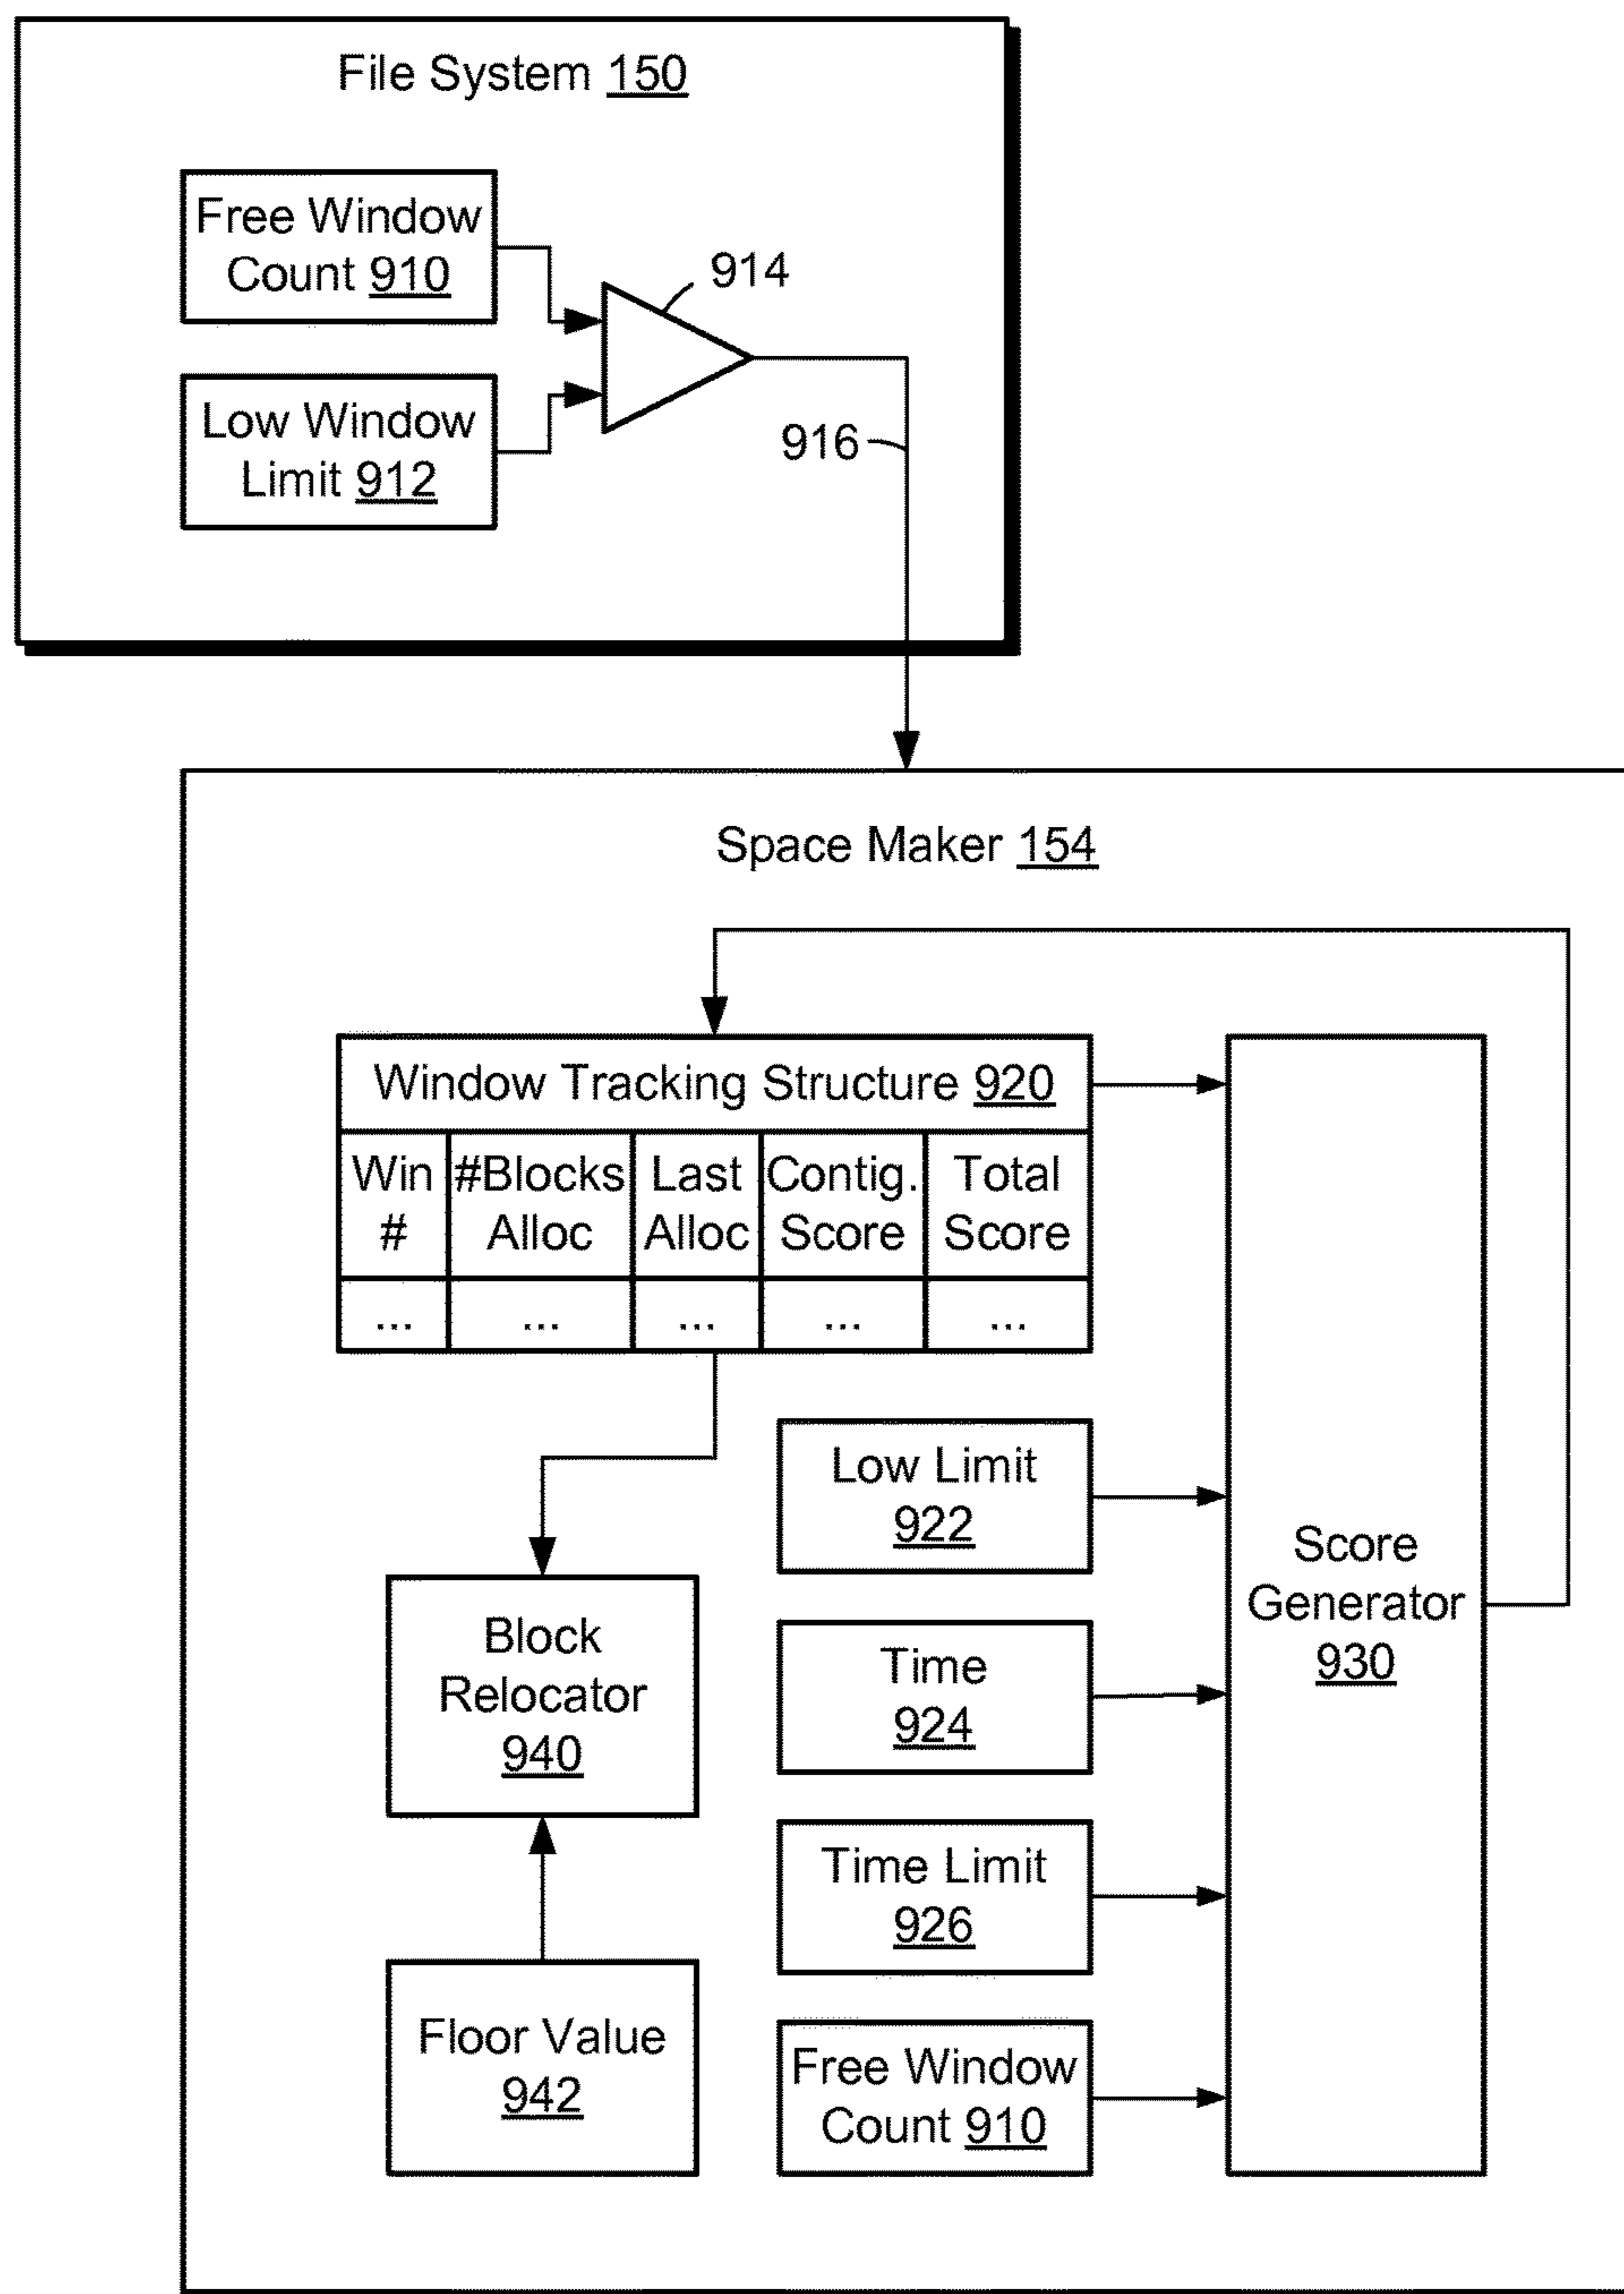 File System 150
Free Window
Count 910
914
Low Window
Limit 912
916
Space Maker 154
Window Tracking Structure 920
Win
#
#Blocks
Alloc
Last
Alloc
Contig.
Score
Total
Score
... ... ... ... ...
Low Limit
922
Score
Generator
930
Block
Relocator
940
Time
924
Time Limit
926
Floor Value
942
Free Window
Count 910